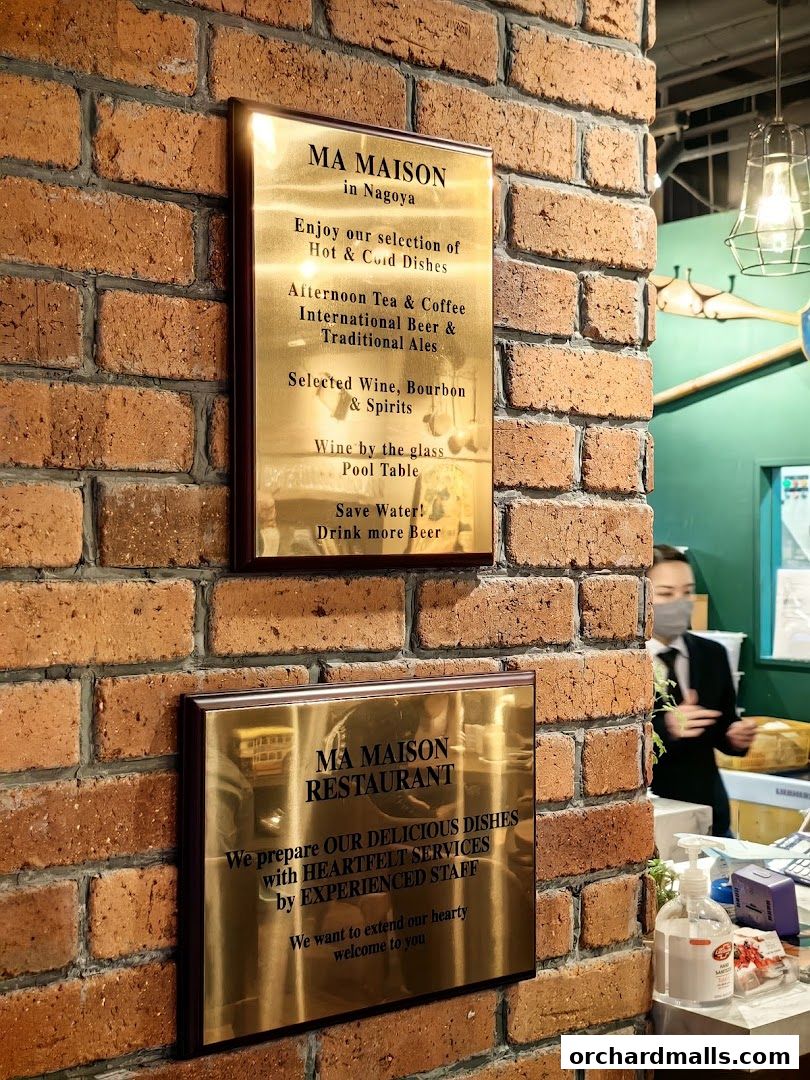 MA MAISON
in Nagoya
Enjoy our selection of
Hot & Cold Dishes
Afternoon Tea & Coffee
International Beer &
Traditional Ales
Selected Wine, Bourbon
& Spirits
Wine by the glass
Pool Table
Save Water!
Drink more Beer
MA MAISON
RESTAURANT
We prepare OUR DELICIOUS DISHES
with HEARTFELT SERVICES
by EXPERIENCED STAFF
We want to extend our hearty
welcome to you
LIEBHERR
orchardmalls.com